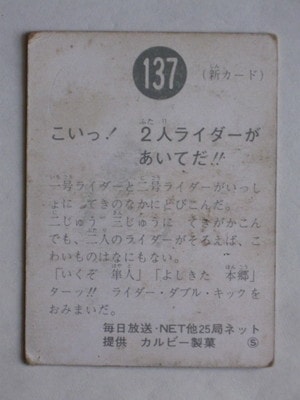 137
(新カード)
こいっ! 2人ライダーが
あいてだ!!
一号ライダーと二号ライダーがいっし
ょに てきのなかにとびこんだ。
二じゅう 三じゅうに てきがかこん
でも、二人のライダーがそろえば、こ
わいものはなにもない。
「いくぞ 隼人」「よしきた 本郷」
ターッ!! ライダー・ダブル・キックを
おみまいだ。
毎日放送・NET他25局ネット
提供 カルビー製菓 ⑤